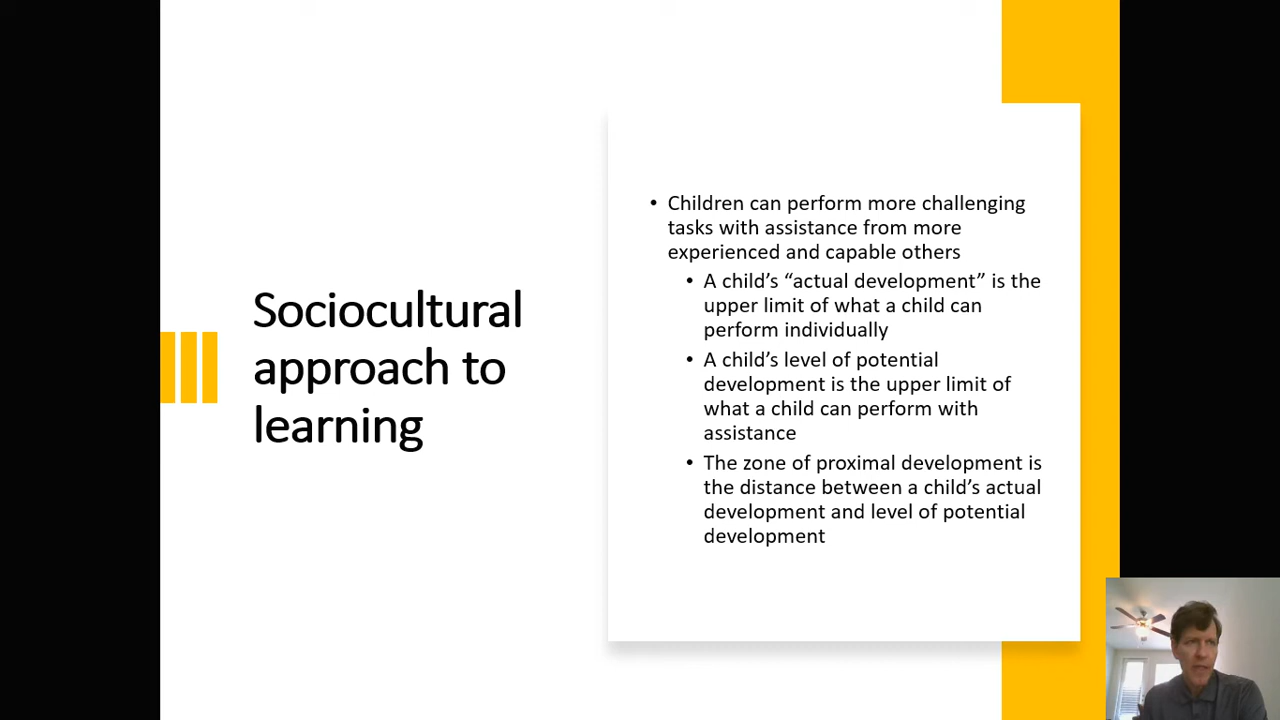 Sociocultural
approach to
learning
• Children can perform more challenging
tasks with assistance from more
experienced and capable others
• A child’s “actual development” is the
upper limit of what a child can
perform individually
• A child’s level of potential
development is the upper limit of
what a child can perform with
assistance
• The zone of proximal development is
the distance between a child’s actual
development and level of potential
development